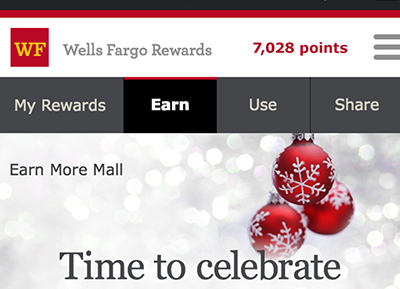 WF Wells Fargo Rewards 7,028 points
My Rewards Earn Use Share
Earn More Mall
Time to celebrate